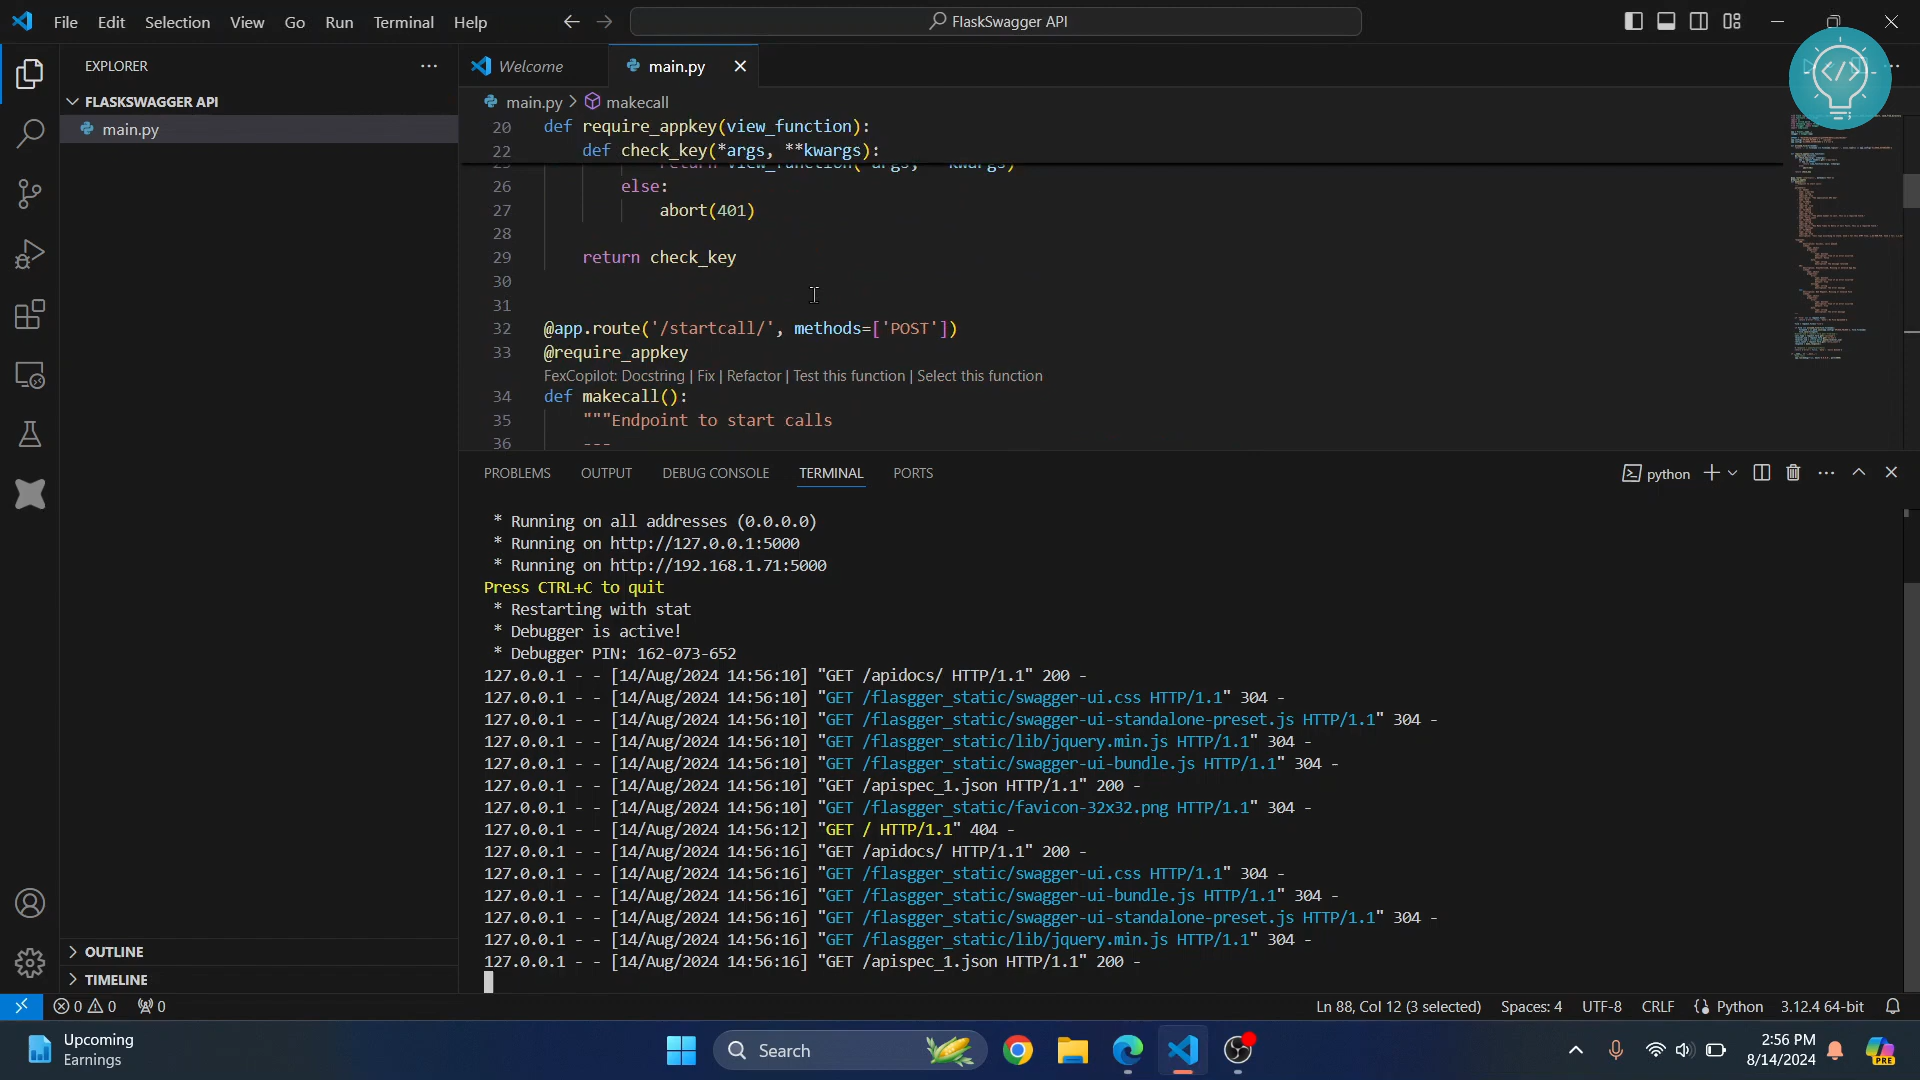 File Edit Selection View Go Run Terminal Help
FlaskSwagger API
EXPLORER
FLASKSWAGGER API
main.py
OUTLINE
TIMELINE
Welcome
main.py
main.py > makecall
20 def require_appkey(view_function):
22 def check_key(*args, **kwargs):
26 else:
27 abort(401)
28
29 return check_key
30
31
32 @app.route('/startcall/', methods=['POST'])
33 @require_appkey
FexCopilot: Docstring | Fix | Refactor | Test this function | Select this function
34 def makecall():
35 """Endpoint to start calls
36 ---
PROBLEMS OUTPUT DEBUG CONSOLE TERMINAL PORTS
python
* Running on all addresses (0.0.0.0)
* Running on http://127.0.0.1:5000
* Running on http://192.168.1.71:5000
Press CTRL+C to quit
* Restarting with stat
* Debugger is active!
* Debugger PIN: 162-073-652
127.0.0.1 - - [14/Aug/2024 14:56:10] "GET /apidocs/ HTTP/1.1" 200 -
127.0.0.1 - - [14/Aug/2024 14:56:10] "GET /flasgger_static/swagger-ui.css HTTP/1.1" 304 -
127.0.0.1 - - [14/Aug/2024 14:56:10] "GET /flasgger_static/swagger-ui-standalone-preset.js HTTP/1.1" 304 -
127.0.0.1 - - [14/Aug/2024 14:56:10] "GET /flasgger_static/lib/jquery.min.js HTTP/1.1" 304 -
127.0.0.1 - - [14/Aug/2024 14:56:10] "GET /flasgger_static/swagger-ui-bundle.js HTTP/1.1" 304 -
127.0.0.1 - - [14/Aug/2024 14:56:10] "GET /apispec_1.json HTTP/1.1" 200 -
127.0.0.1 - - [14/Aug/2024 14:56:10] "GET /flasgger_static/favicon-32x32.png HTTP/1.1" 304 -
127.0.0.1 - - [14/Aug/2024 14:56:12] "GET / HTTP/1.1" 404 -
127.0.0.1 - - [14/Aug/2024 14:56:16] "GET /apidocs/ HTTP/1.1" 200 -
127.0.0.1 - - [14/Aug/2024 14:56:16] "GET /flasgger_static/swagger-ui.css HTTP/1.1" 304 -
127.0.0.1 - - [14/Aug/2024 14:56:16] "GET /flasgger_static/swagger-ui-bundle.js HTTP/1.1" 304 -
127.0.0.1 - - [14/Aug/2024 14:56:16] "GET /flasgger_static/swagger-ui-standalone-preset.js HTTP/1.1" 304 -
127.0.0.1 - - [14/Aug/2024 14:56:16] "GET /flasgger_static/lib/jquery.min.js HTTP/1.1" 304 -
127.0.0.1 - - [14/Aug/2024 14:56:16] "GET /apispec_1.json HTTP/1.1" 200 -
0 0 0 Ln 88, Col 12 (3 selected) Spaces: 4 UTF-8 CRLF {} Python 3.12.4 64-bit
Upcoming
Earnings
Search
2:56 PM
8/14/2024
PRE